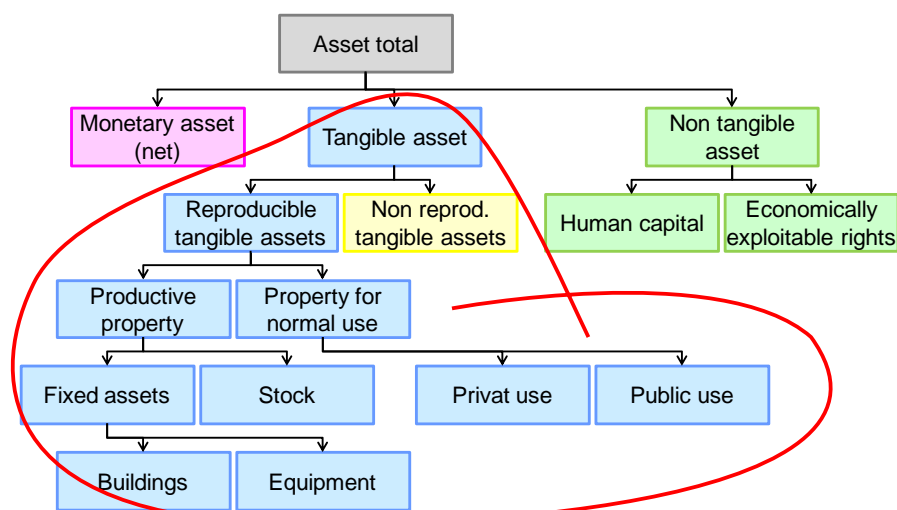 Asset total
Monetary asset
(net)
Tangible asset
Non tangible
asset
Reproducible
tangible assets
Non reprod.
tangible assets
Human capital
Economically
exploitable rights
Productive
property
Property for
normal use
Fixed assets
Stock
Privat use
Public use
Buildings
Equipment